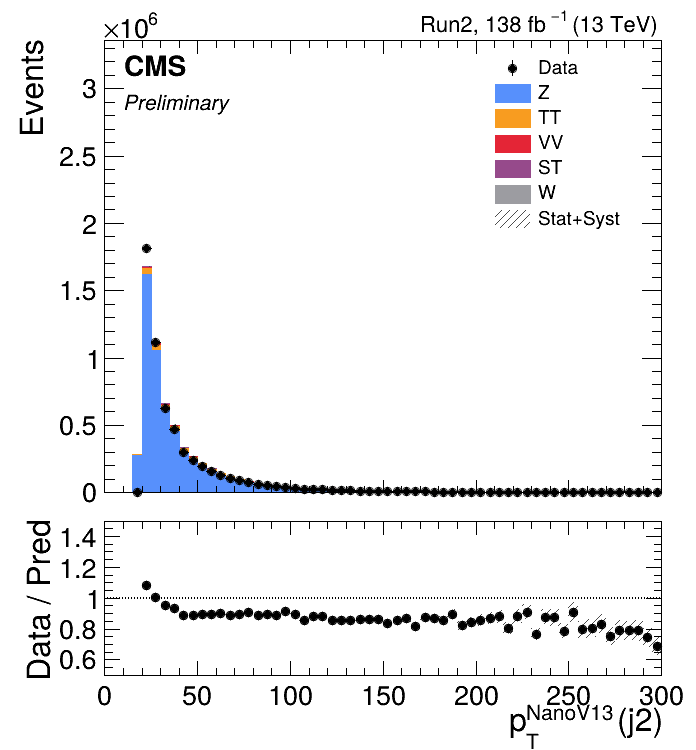 ×10⁶
Run2, 138 fb⁻¹ (13 TeV)
Events
CMS
Preliminary
Data
Z
TT
VV
ST
W
Stat+Syst
3
2.5
2
1.5
1
0.5
0
Data / Pred
1.4
1.2
1
0.8
0.6
0 50 100 150 200 250 300
p_T^NanoV13 (j2)